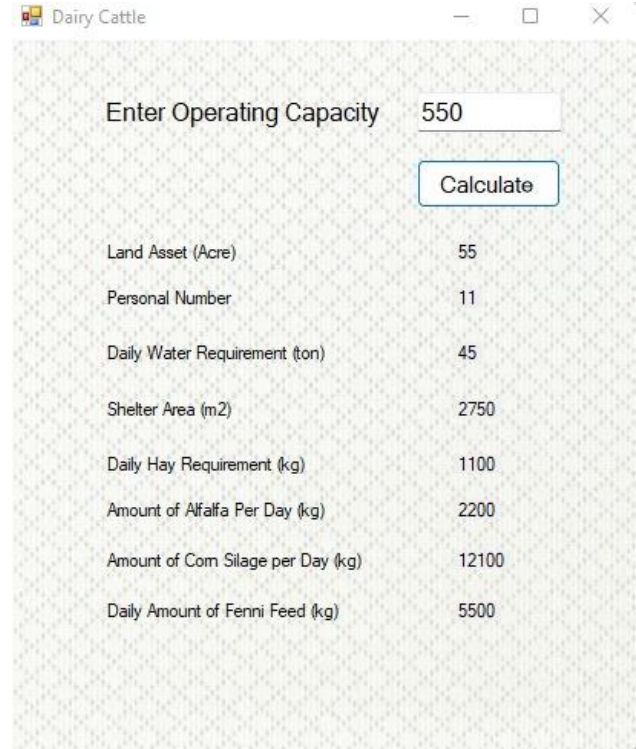 Dairy Cattle
Enter Operating Capacity 550
Calculate
Land Asset (Acre) 55
Personal Number 11
Daily Water Requirement (ton) 45
Shelter Area (m2) 2750
Daily Hay Requirement (kg) 1100
Amount of Alfalfa Per Day (kg) 2200
Amount of Corn Silage per Day (kg) 12100
Daily Amount of Fenni Feed (kg) 5500